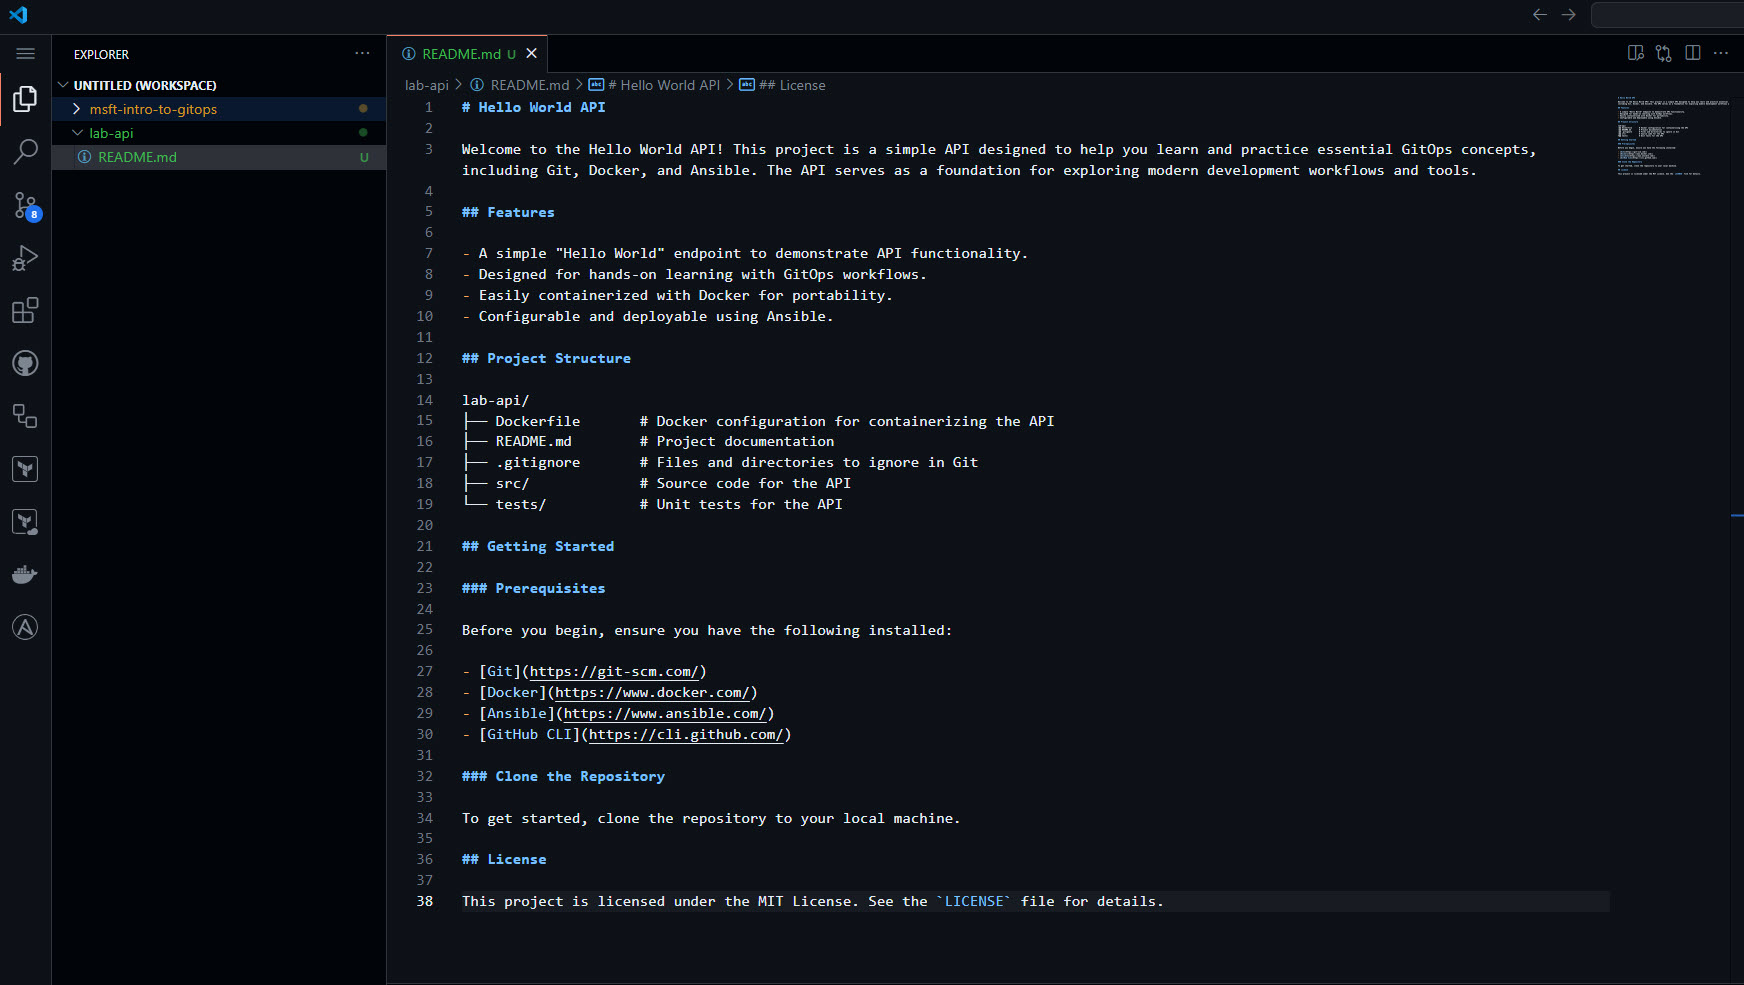 EXPLORER
UNTITLED (WORKSPACE)
msft-intro-to-gitops
lab-api
README.md U
8
README.md U
lab-api > README.md > # Hello World API > ## License
1 # Hello World API
2
3 Welcome to the Hello World API! This project is a simple API designed to help you learn and practice essential GitOps concepts,
including Git, Docker, and Ansible. The API serves as a foundation for exploring modern development workflows and tools.
4
5 ## Features
6
7 - A simple "Hello World" endpoint to demonstrate API functionality.
8 - Designed for hands-on learning with GitOps workflows.
9 - Easily containerized with Docker for portability.
10 - Configurable and deployable using Ansible.
11
12 ## Project Structure
13
14 lab-api/
15 ├── Dockerfile       # Docker configuration for containerizing the API
16 ├── README.md        # Project documentation
17 ├── .gitignore       # Files and directories to ignore in Git
18 ├── src/             # Source code for the API
19 └── tests/           # Unit tests for the API
20
21 ## Getting Started
22
23 ### Prerequisites
24
25 Before you begin, ensure you have the following installed:
26
27 - [Git](https://git-scm.com/)
28 - [Docker](https://www.docker.com/)
29 - [Ansible](https://www.ansible.com/)
30 - [GitHub CLI](https://cli.github.com/)
31
32 ### Clone the Repository
33
34 To get started, clone the repository to your local machine.
35
36 ## License
37
38 This project is licensed under the MIT License. See the `LICENSE` file for details.